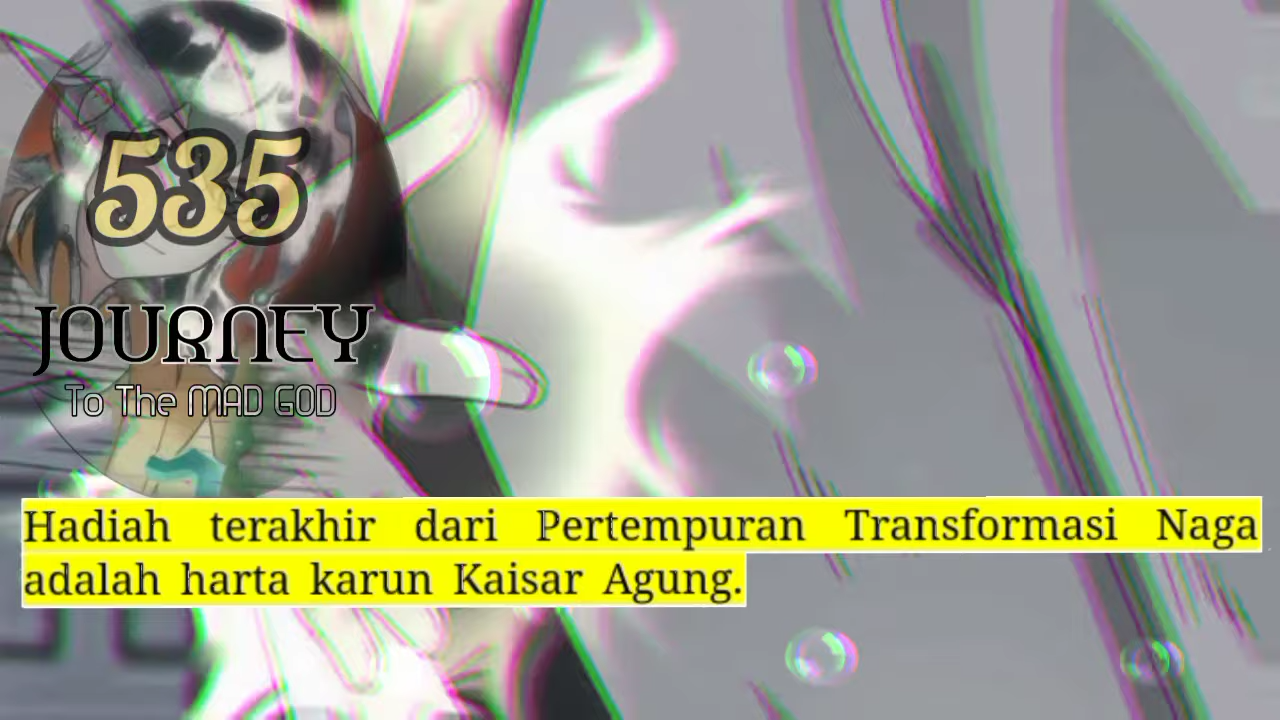 535
JOURNEY
To The MAD GOD
Hadiah terakhir dari Pertempuran Transformasi Naga
adalah harta karun Kaisar Agung.